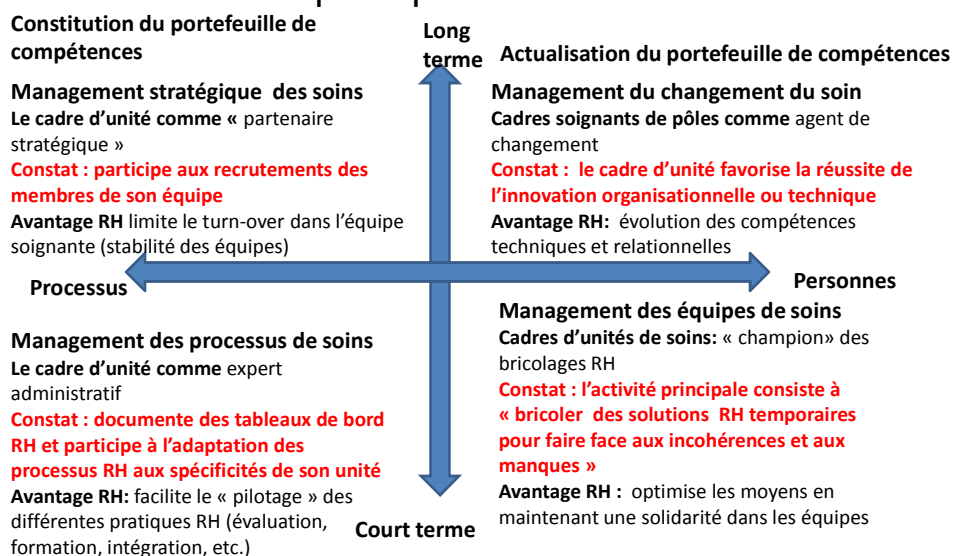 Constitution du portefeuille de
compétences
Long
terme
Actualisation du portefeuille de compétences
Management stratégique des soins
Le cadre d’unité comme « partenaire
stratégique »
Constat : participe aux recrutements des
membres de son équipe
Avantage RH limite le turn-over dans l’équipe
soignante (stabilité des équipes)
Management du changement du soin
Cadres soignants de pôles comme agent de
changement
Constat : le cadre d’unité favorise la réussite de
l’innovation organisationnelle ou technique
Avantage RH: évolution des compétences
techniques et relationnelles
Processus
Personnes
Management des processus de soins
Le cadre d’unité comme expert
administratif
Constat : documente des tableaux de bord
RH et participe à l’adaptation des
processus RH aux spécificités de son unité
Avantage RH: facilite le « pilotage » des
différentes pratiques RH (évaluation,
formation, intégration, etc.)
Management des équipes de soins
Cadres d’unités de soins: « champion» des
bricolages RH
Constat : l’activité principale consiste à
« bricoler des solutions RH temporaires
pour faire face aux incohérences et aux
manques »
Avantage RH : optimise les moyens en
maintenant une solidarité dans les équipes
Court terme